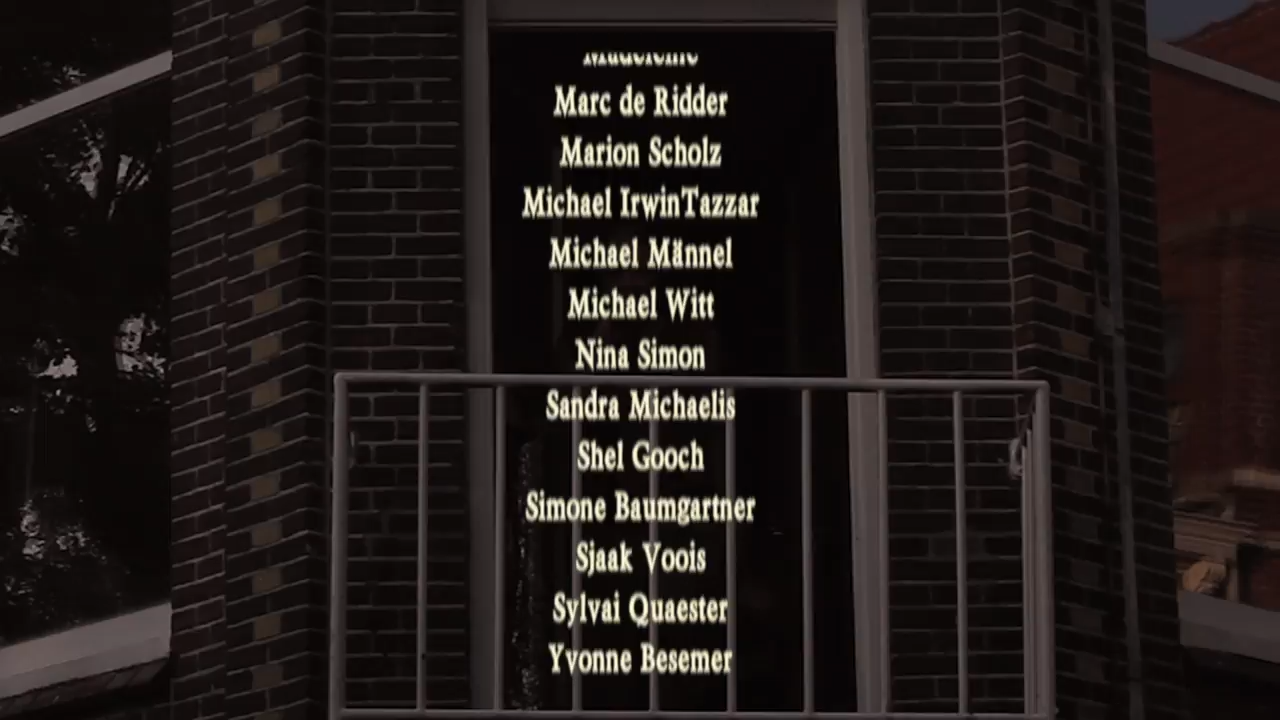 Marc de Ridder
Marion Scholz
Michael IrwinTazzar
Michael Männel
Michael Witt
Nina Simon
Sandra Michaelis
Shel Gooch
Simone Baumgartner
Sjaak Voois
Sylvai Quaester
Yvonne Besemer